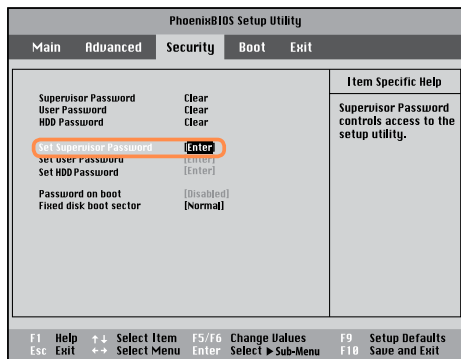 PhoenixBIOS Setup Utility
Main Advanced Security Boot Exit
Item Specific Help
Supervisor Password Clear
User Password Clear
HDD Password Clear
Supervisor Password
controls access to the
setup utility.
Set Supervisor Password [Enter]
Set User Password [Enter]
Set HDD Password [Enter]
Password on boot [Disabled]
Fixed disk boot sector [Normal]
F1 Help ↑↓ Select Item F5/F6 Change Values F9 Setup Defaults
Esc Exit ←→ Select Menu Enter Select ▶ Sub-Menu F10 Save and Exit